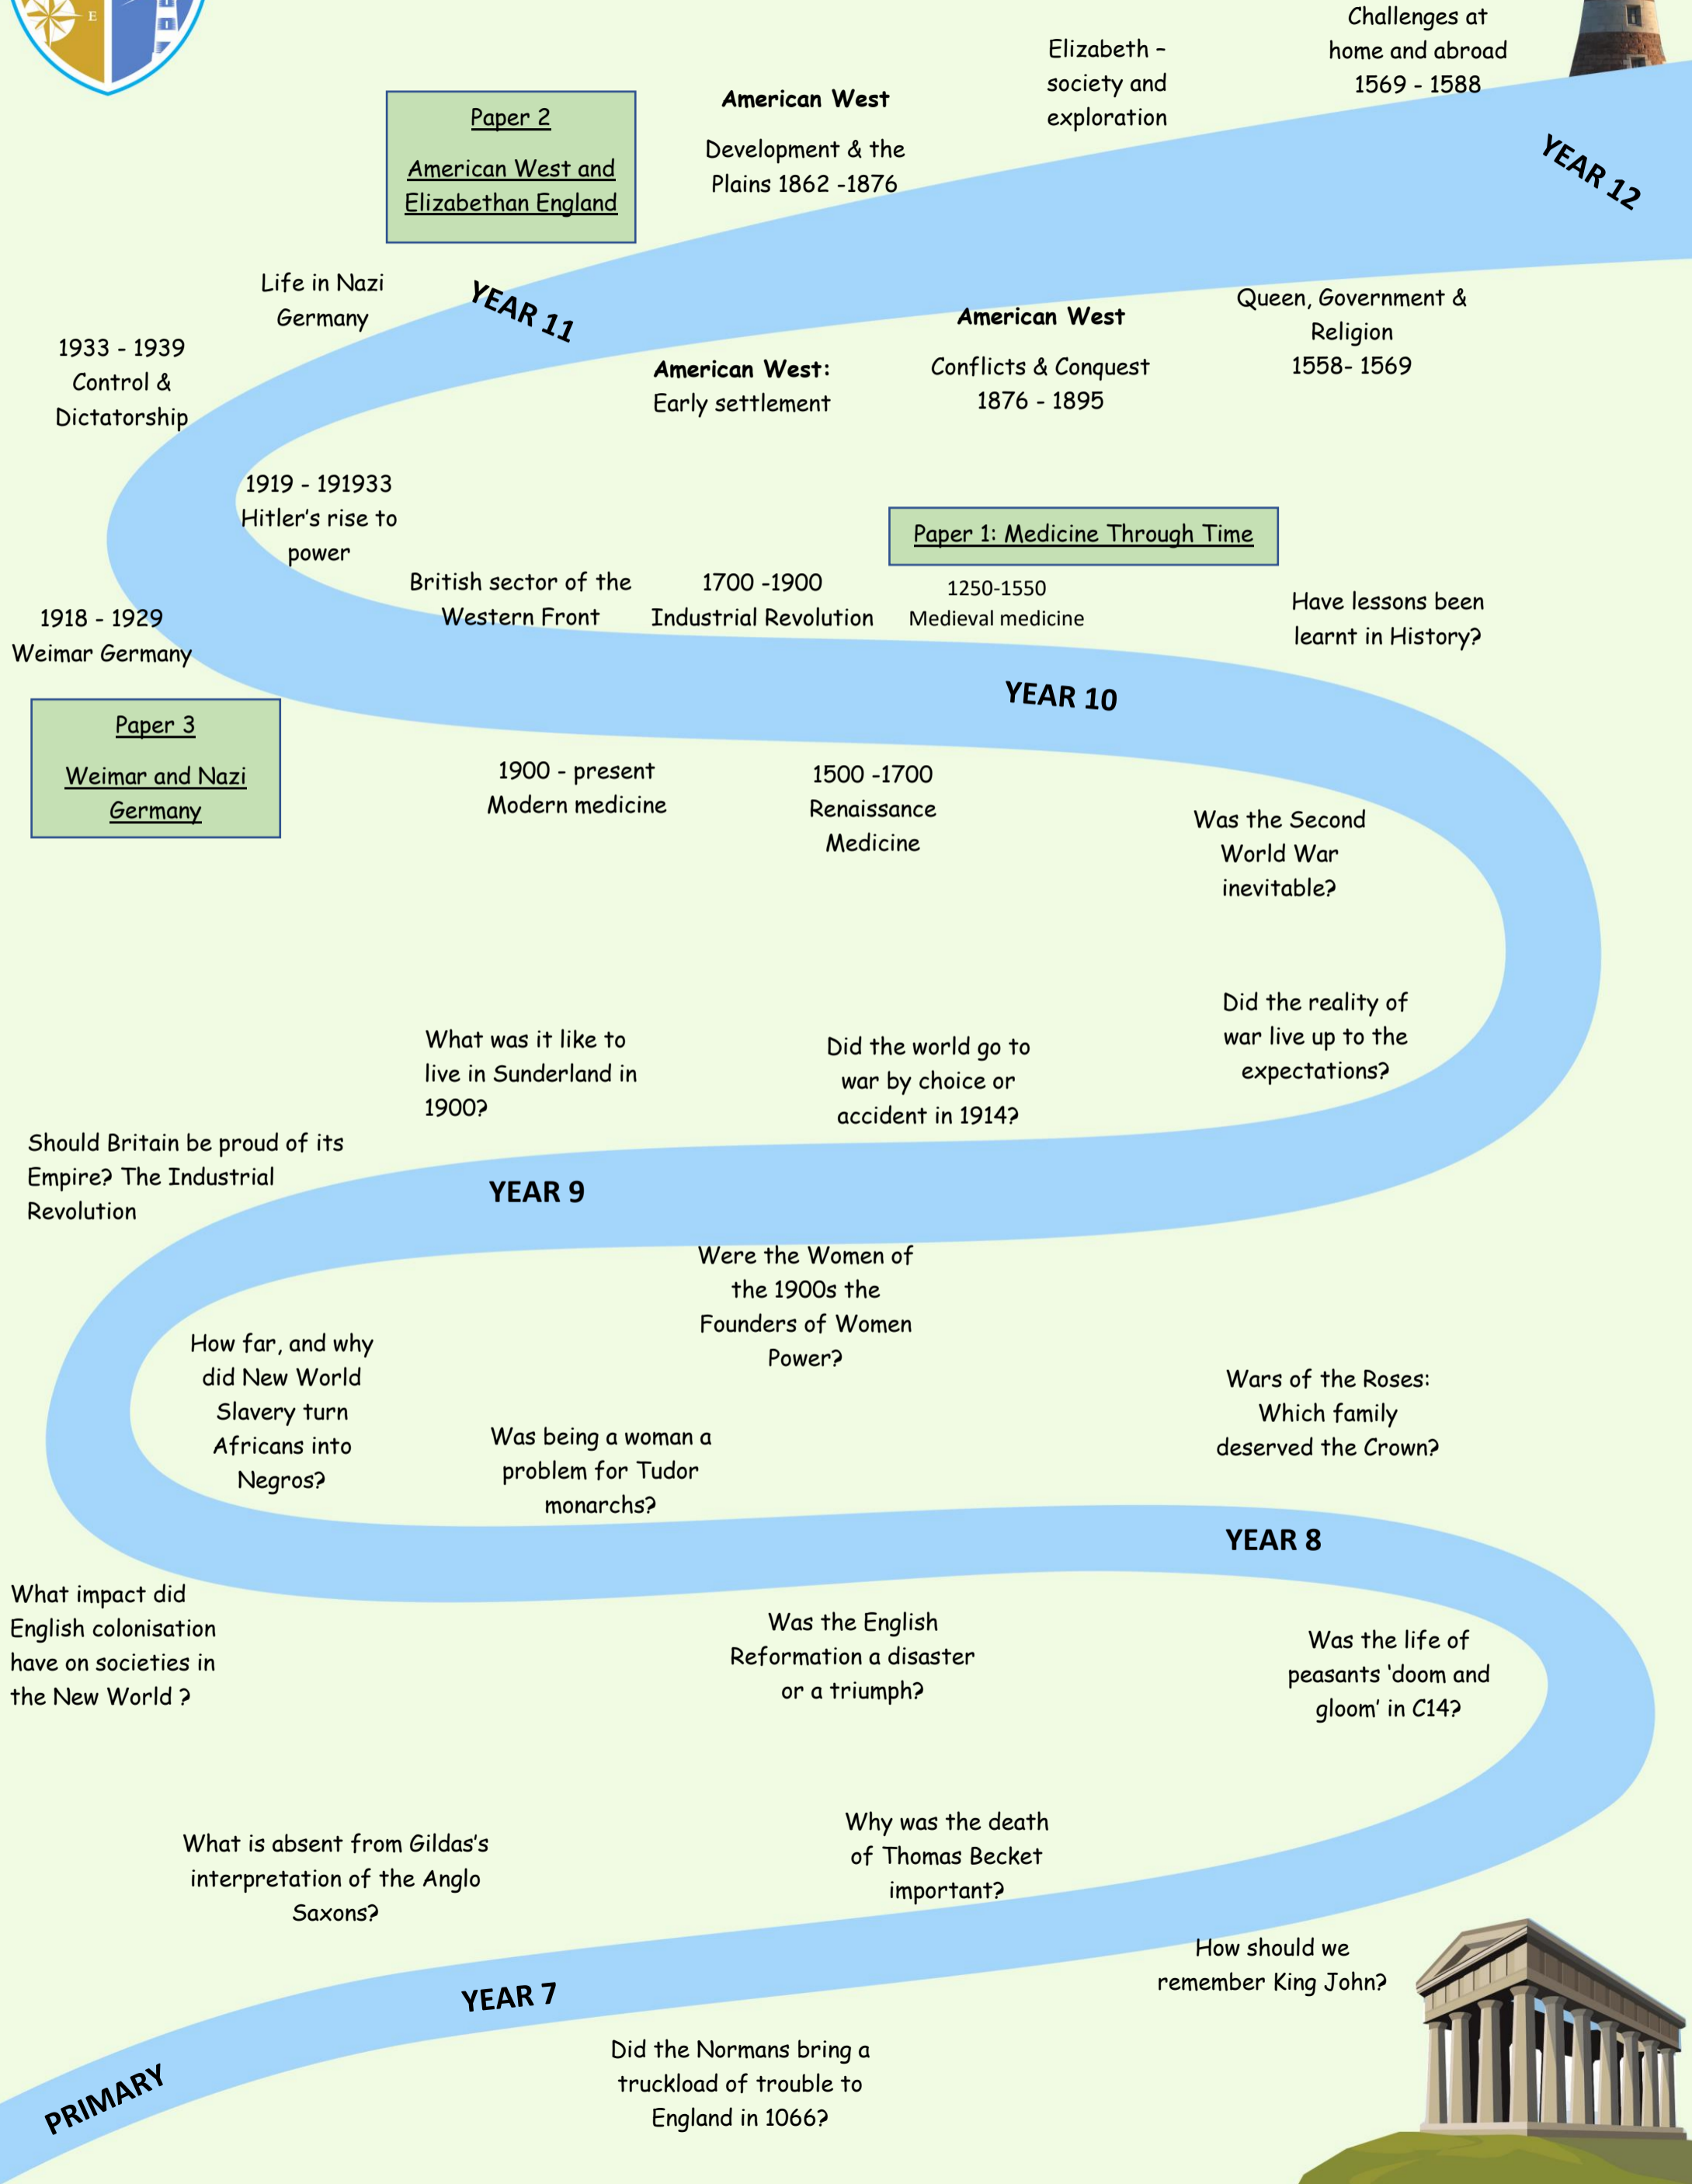 E
Challenges at
home and abroad
1569 - 1588
Elizabeth –
society and
exploration
American West
Development & the
Plains 1862 -1876
Paper 2
American West and
Elizabethan England
YEAR 12
Life in Nazi
Germany
YEAR 11
Queen, Government &
Religion
1558- 1569
American West
Conflicts & Conquest
1876 - 1895
American West:
Early settlement
1933 - 1939
Control &
Dictatorship
1919 - 191933
Hitler's rise to
power
Paper 1: Medicine Through Time
British sector of the
Western Front
1700 -1900
Industrial Revolution
1250-1550
Medieval medicine
Have lessons been
learnt in History?
1918 - 1929
Weimar Germany
YEAR 10
Paper 3
Weimar and Nazi
Germany
1900 - present
Modern medicine
1500 -1700
Renaissance
Medicine
Was the Second
World War
inevitable?
Did the reality of
war live up to the
expectations?
What was it like to
live in Sunderland in
1900?
Did the world go to
war by choice or
accident in 1914?
Should Britain be proud of its
Empire? The Industrial
Revolution
YEAR 9
Were the Women of
the 1900s the
Founders of Women
Power?
How far, and why
did New World
Slavery turn
Africans into
Negros?
Was being a woman a
problem for Tudor
monarchs?
Wars of the Roses:
Which family
deserved the Crown?
YEAR 8
What impact did
English colonisation
have on societies in
the New World ?
Was the English
Reformation a disaster
or a triumph?
Was the life of
peasants 'doom and
gloom' in C14?
What is absent from Gildas's
interpretation of the Anglo
Saxons?
Why was the death
of Thomas Becket
important?
How should we
remember King John?
YEAR 7
Did the Normans bring a
truckload of trouble to
England in 1066?
PRIMARY